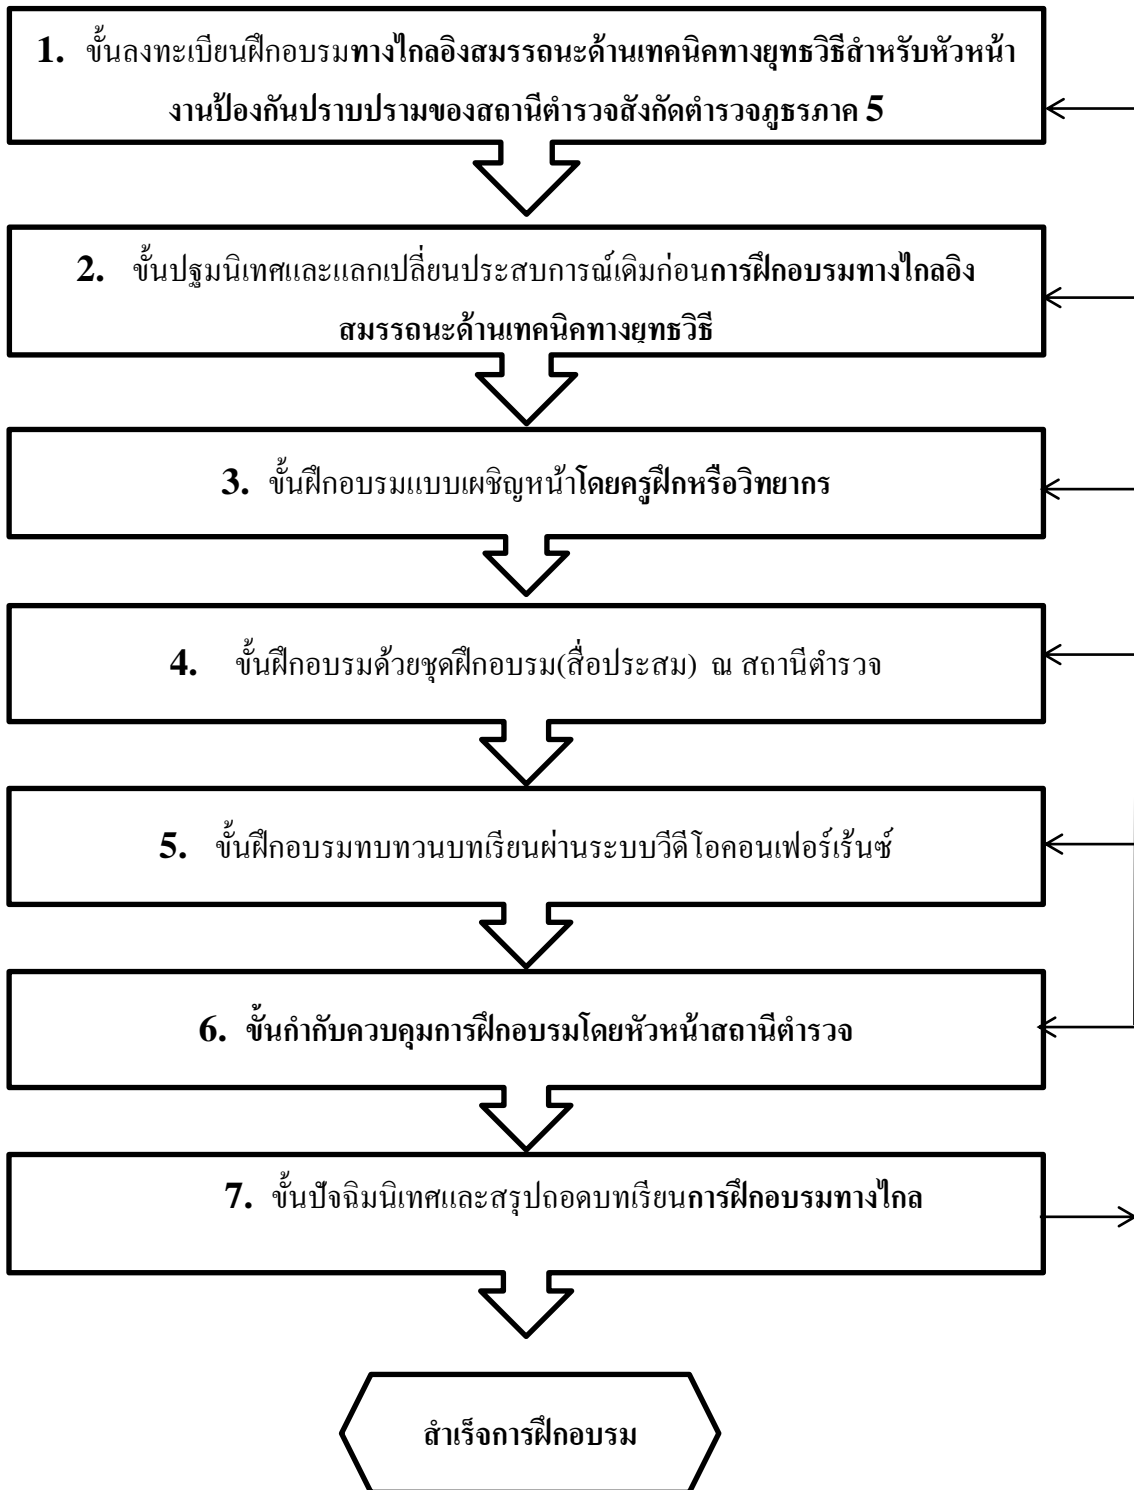 1. ขั้นลงทะเบียนฝึกอบรมทางไกลอิงสมรรถนะด้านเทคนิคทางยุทธวิธีสำหรับหัวหน้า
งานป้องกันปราบปรามของสถานีตำรวจสังกัดตำรวจภูธรภาค 5
2. ขั้นปฐมนิเทศและแลกเปลี่ยนประสบการณ์เดิมก่อนการฝึกอบรมทางไกลอิง
สมรรถนะด้านเทคนิคทางยุทธวิธี
3. ขั้นฝึกอบรมแบบเผชิญหน้าโดยครูฝึกหรือวิทยากร
4. ขั้นฝึกอบรมด้วยชุดฝึกอบรม(สื่อประสม) ณ สถานีตำรวจ
5. ขั้นฝึกอบรมทบทวนบทเรียนผ่านระบบวีดีโอคอนเฟอร์เร้นซ์
6. ขั้นกำกับควบคุมการฝึกอบรมโดยหัวหน้าสถานีตำรวจ
7. ขั้นปัจฉิมนิเทศและสรุปถอดบทเรียนการฝึกอบรมทางไกล
สำเร็จการฝึกอบรม